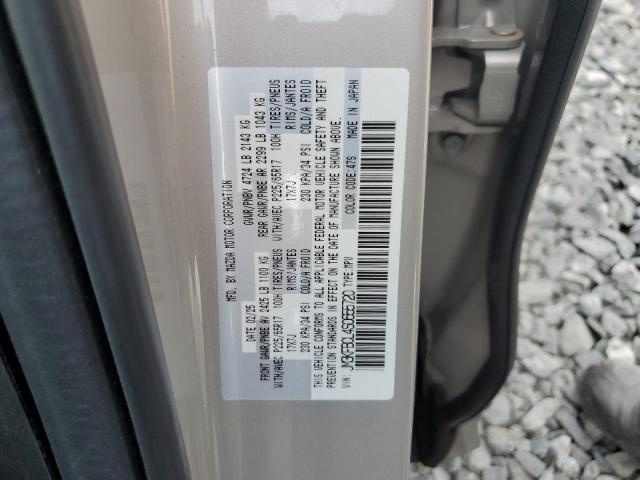 MFD. BY MAZDA MOTOR CORPORATION
DATE 02/25 GVWR/PNBV 4724 LB 2143 KG
FRONT GAWR/PNBE AV 2425 LB 1100 KG REAR GAWR/PNBE AR 2299 LB 1043 KG
WITH/AVEC P225/65R17 100H TIRES/PNEUS WITH/AVEC P225/65R17 100H TIRES/PNEUS
17X7J RIMS/JANTES 17X7J RIMS/JANTES
230 KPA/34 PSI COLD/A FROID 230 KPA/34 PSI COLD/A FROID
THIS VEHICLE CONFORMS TO ALL APPLICABLE FEDERAL MOTOR VEHICLE SAFETY AND THEFT
PREVENTION STANDARDS IN EFFECT ON THE DATE OF MANUFACTURE SHOWN ABOVE.
COLOR CODE:47S
VIN: TYPE:MPV MADE IN JAPAN